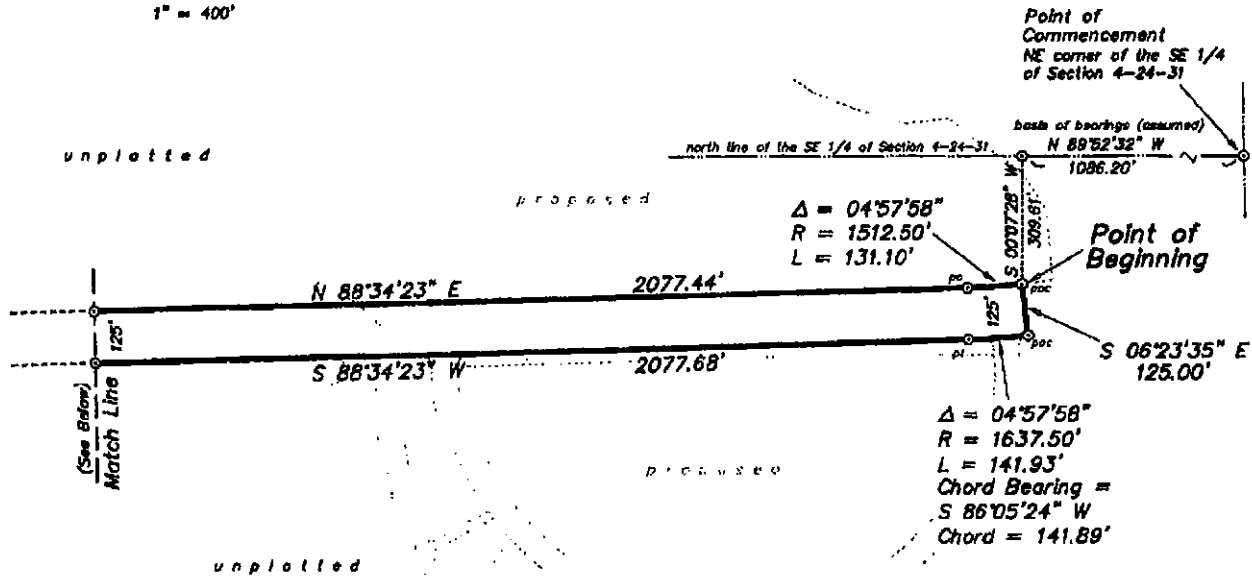 1" = 400'
Point of
Commencement
NE corner of the SE 1/4
of Section 4-24-31
basis of bearings (assumed)
N 89°52'32" W
1086.20'
unplatted
north line of the SE 1/4 of Section 4-24-31
proposed
S 00°07'28" W
309.61'
Δ = 04°57'58"
R = 1512.50'
L = 131.10'
Point of
Beginning
N 88°34'23" E
2077.44'
pc
poc
125'
125'
S 88°34'23" W
2077.68'
pt
poc
S 06°23'35" E
125.00'
(See Below)
Match Line
Δ = 04°57'58"
R = 1637.50'
L = 141.93'
Chord Bearing =
S 86°05'24" W
Chord = 141.89'
proposed
unplatted